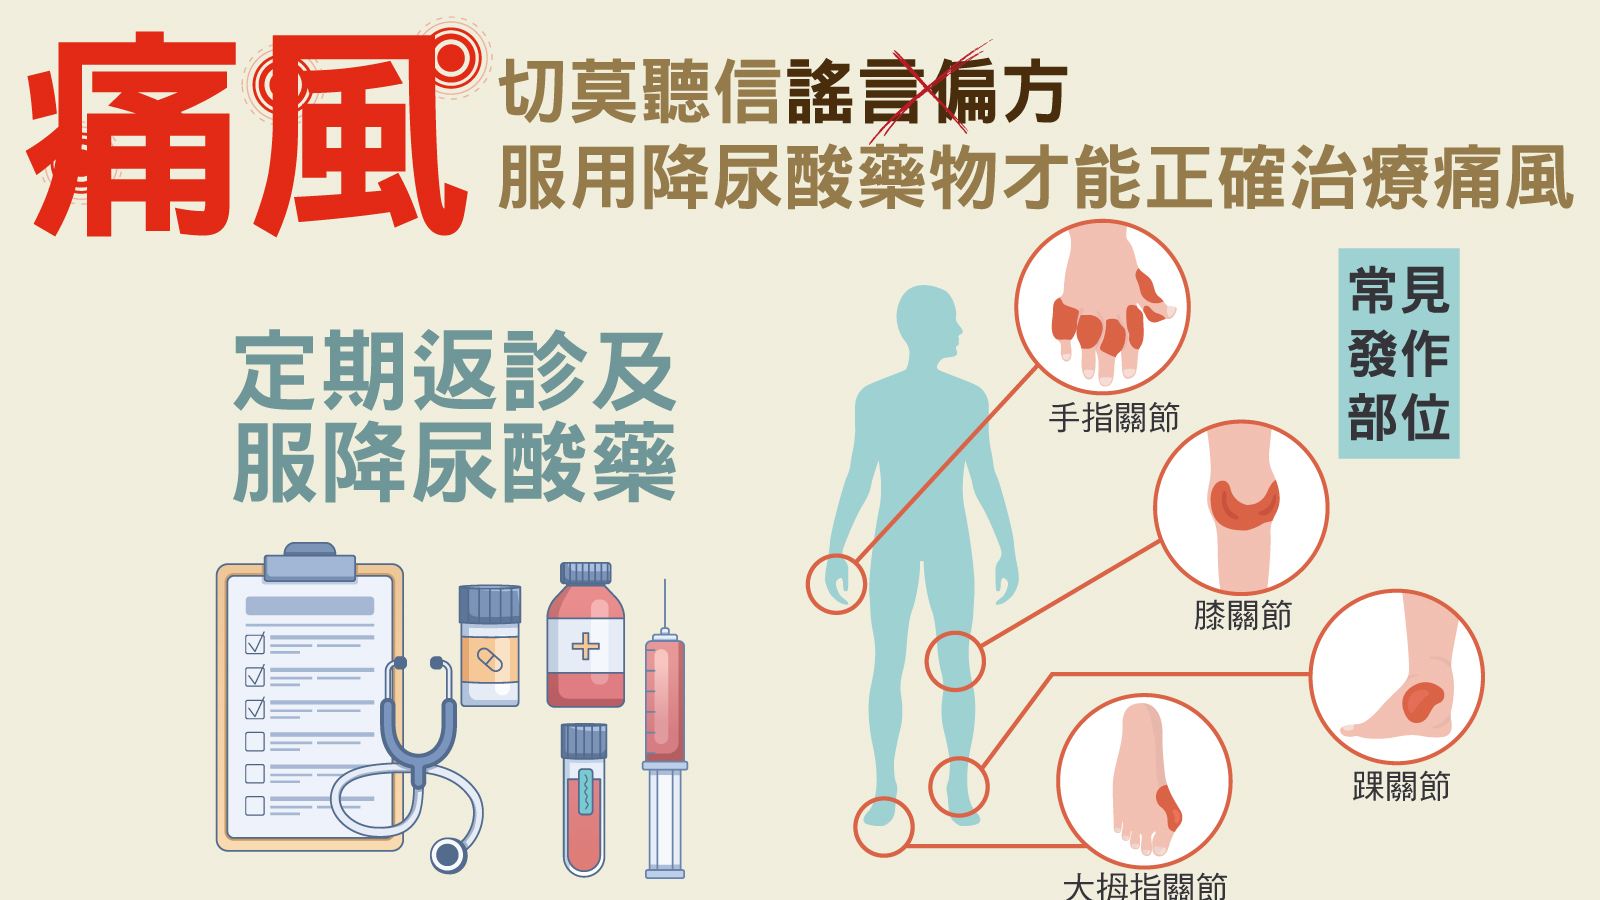 痛風
切莫聽信謠言偏方
服用降尿酸藥物才能正確治療痛風
定期返診及
服降尿酸藥
常見
發作
部位
手指關節
膝關節
踝關節
大拇指關節